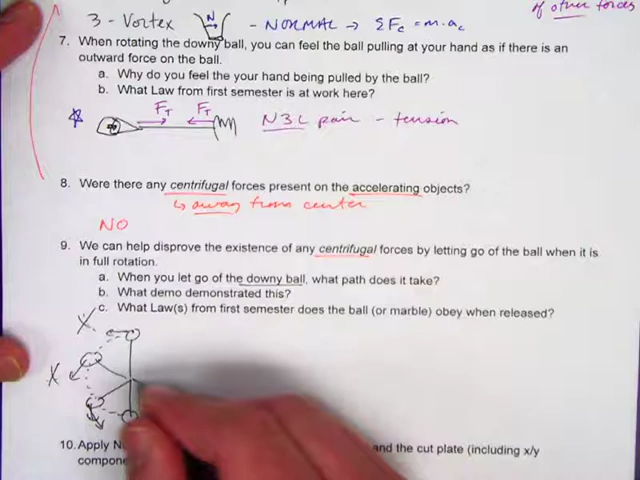 of other forces
3 - Vortex N - NORMAL → ΣFc = m·ac
7. When rotating the downy ball, you can feel the ball pulling at your hand as if there is an
outward force on the ball.
a. Why do you feel the your hand being pulled by the ball?
b. What Law from first semester is at work here?
FT FT N3L pair - tension
8. Were there any centrifugal forces present on the accelerating objects?
↳ away from center
NO
9. We can help disprove the existence of any centrifugal forces by letting go of the ball when it is
in full rotation.
a. When you let go of the downy ball, what path does it take?
b. What demo demonstrated this?
c. What Law(s) from first semester does the ball (or marble) obey when released?
X
X
10. Apply and the cut plate (including x/y